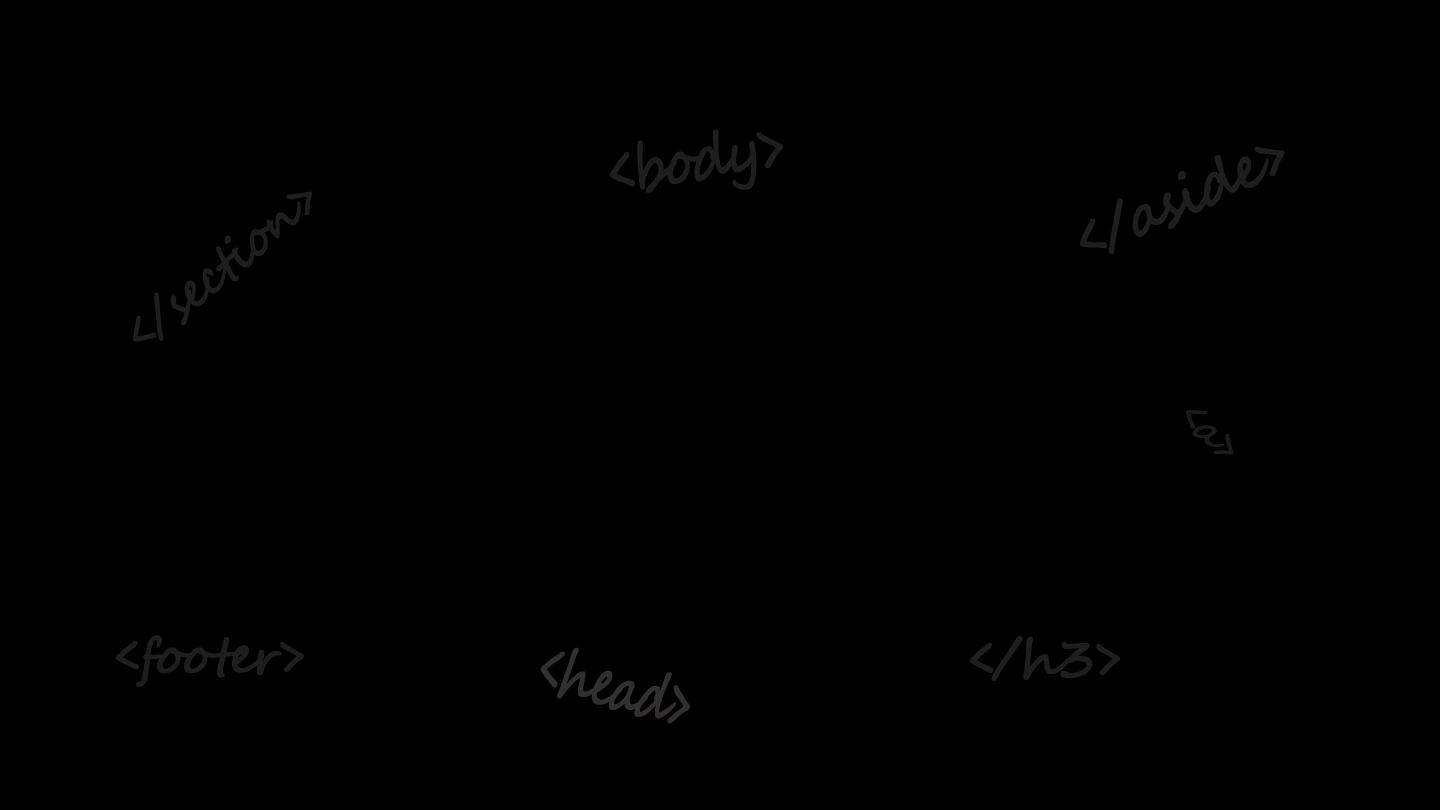 <body>
</aside>
</section>
<a>
<footer>
<head>
</h3>